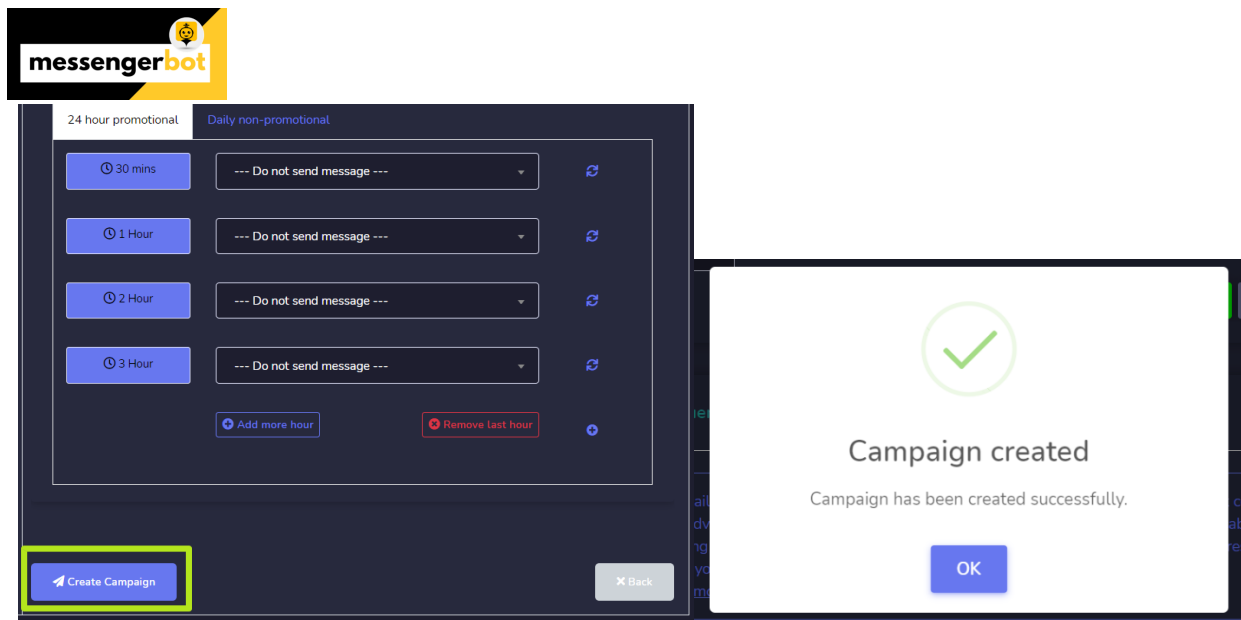 messengerbot
24 hour promotional Daily non-promotional
30 mins --- Do not send message ---
1 Hour --- Do not send message ---
2 Hour --- Do not send message ---
3 Hour --- Do not send message ---
Add more hour Remove last hour
Create Campaign Back
Campaign created
Campaign has been created successfully.
OK